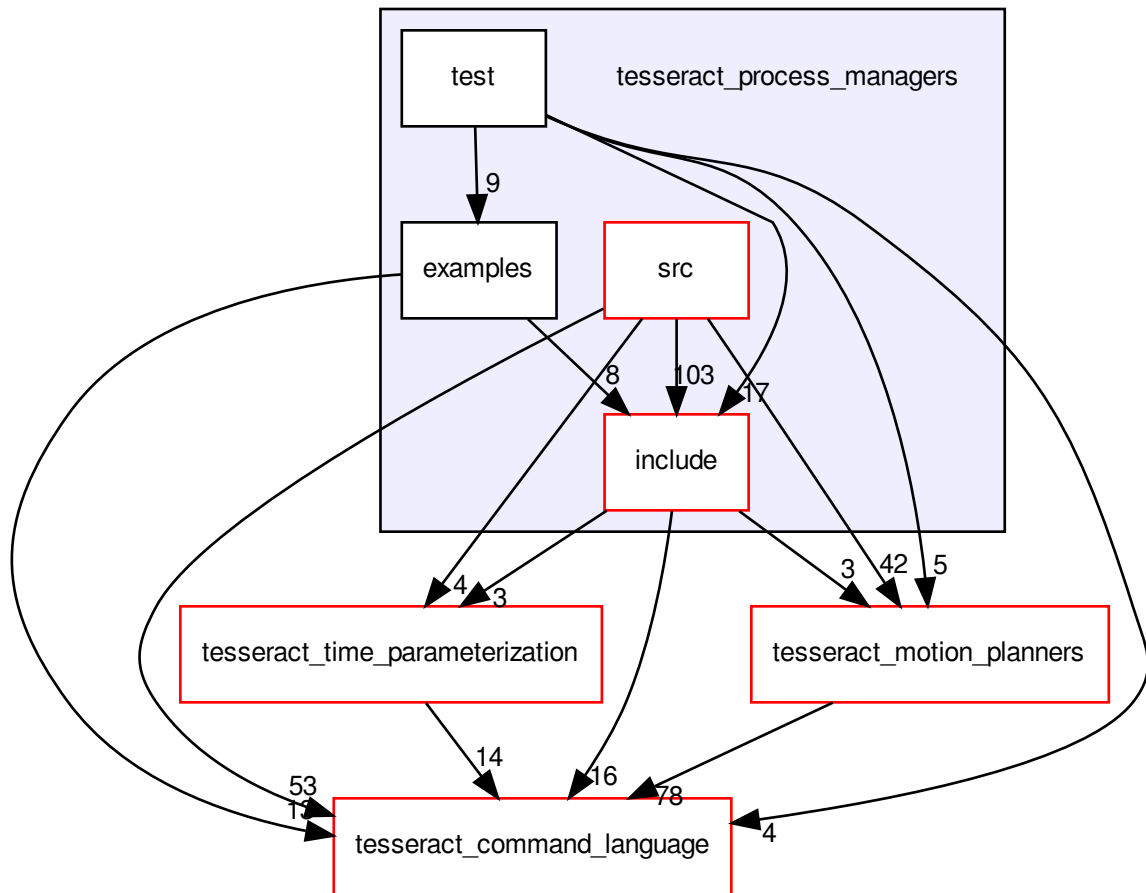 test
tesseract_process_managers
9
examples
src
8
103
17
include
4
3
3
42
5
tesseract_time_parameterization
tesseract_motion_planners
14
16
78
53
4
tesseract_command_language